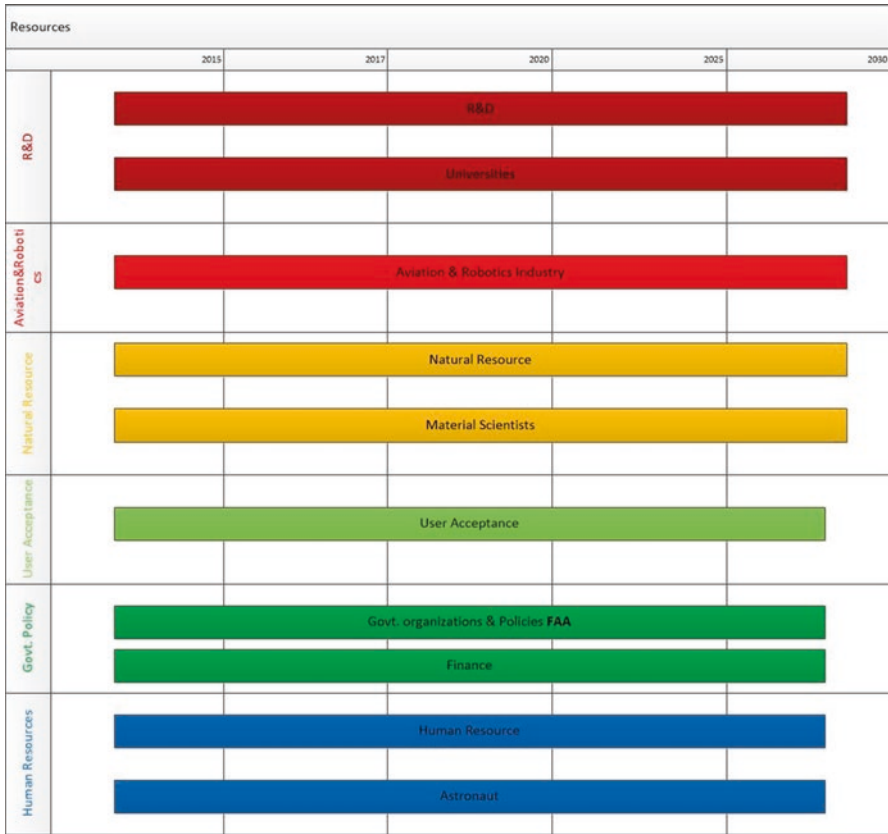 Resources
2015 2017 2020 2025 2030
R&D
R&D
Universities
Aviation&Roboti
cs
Aviation & Robotics Industry
Natural Resource
Natural Resource
Material Scientists
User Acceptance
User Acceptance
Govt. Policy
Govt. organizations & Policies FAA
Finance
Human Resources
Human Resource
Astronaut